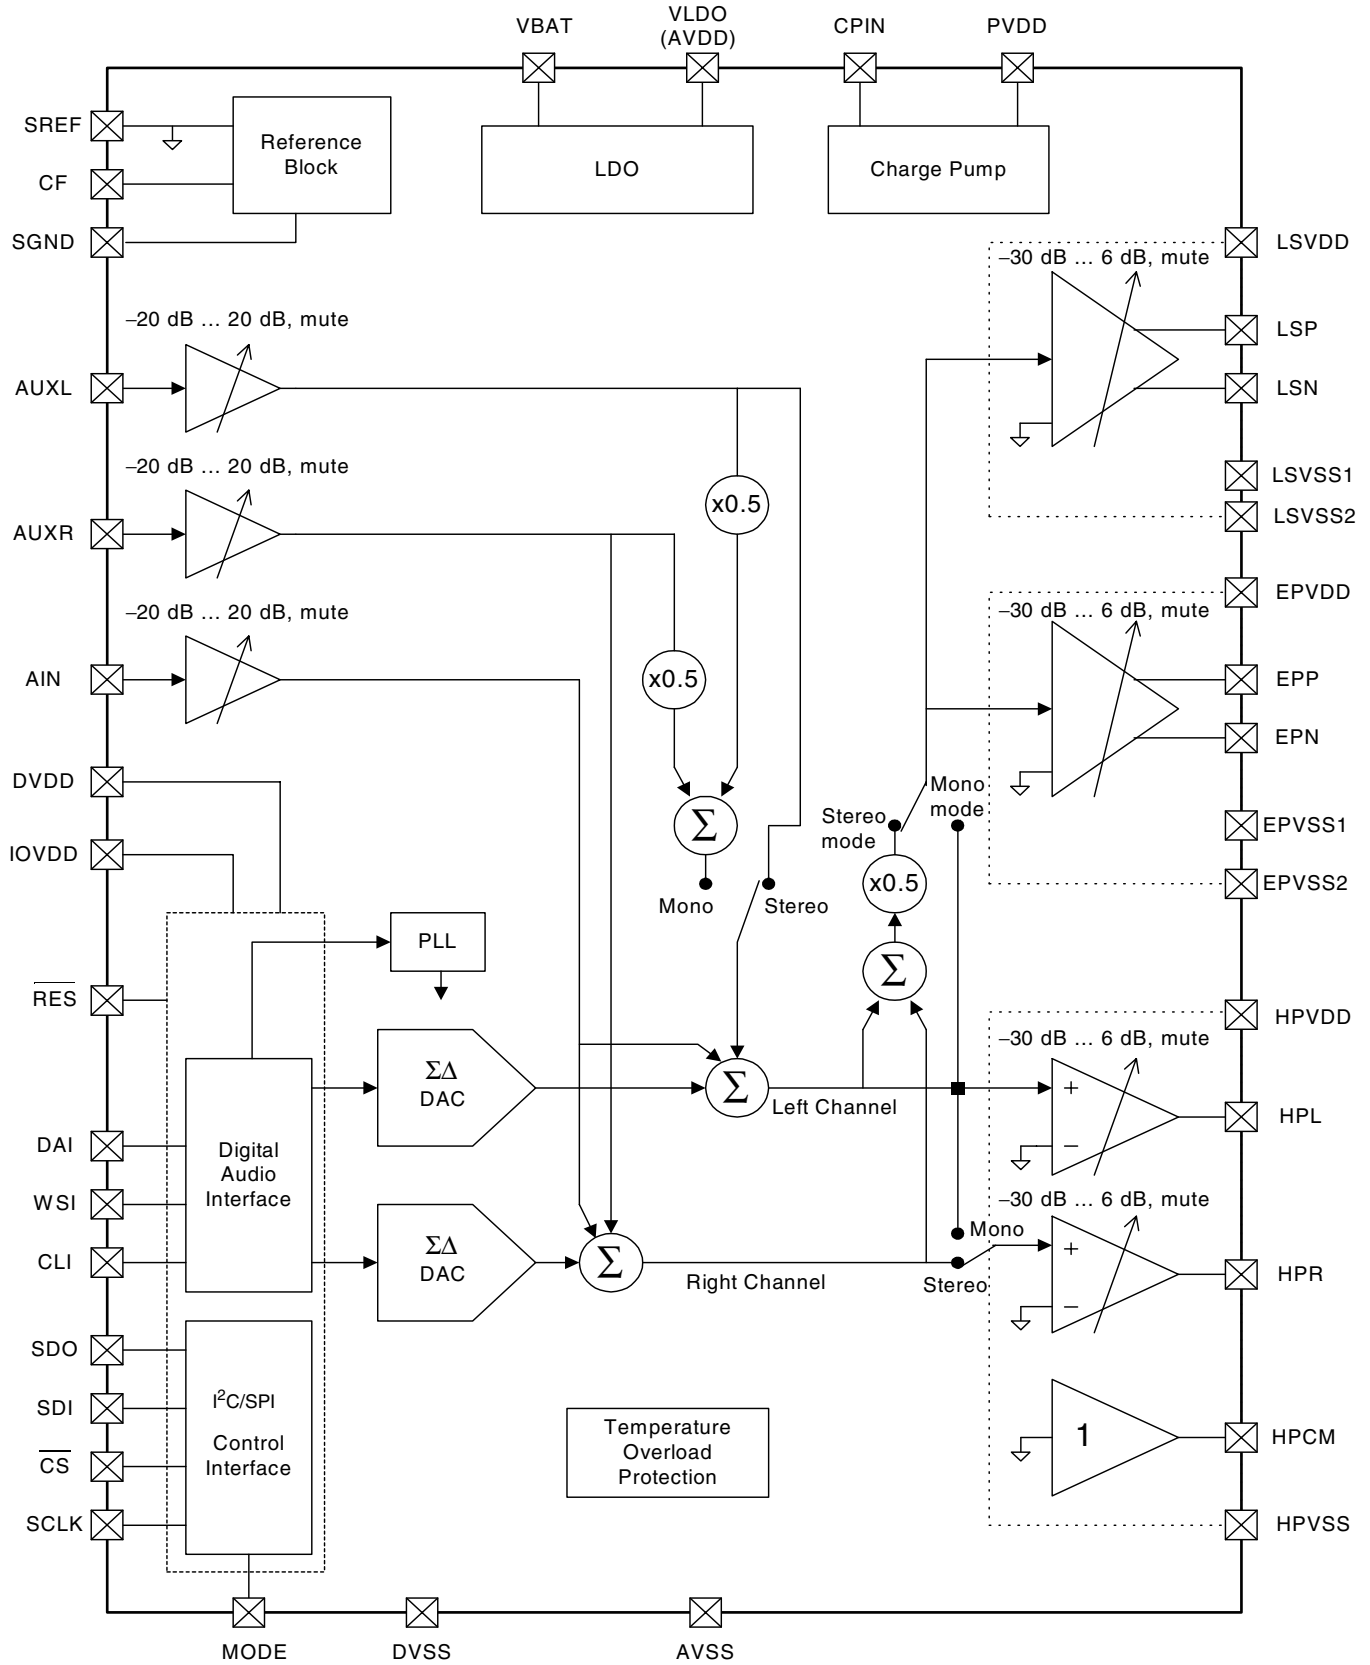 VBAT
VLDO
(AVDD)
CPIN
PVDD
SREF
CF
SGND
Reference
Block
LDO
Charge Pump
LSVDD
–30 dB ... 6 dB, mute
LSP
LSN
LSVSS1
LSVSS2
–20 dB ... 20 dB, mute
AUXL
x0.5
–20 dB ... 20 dB, mute
AUXR
x0.5
–20 dB ... 20 dB, mute
AIN
EPVDD
–30 dB ... 6 dB, mute
EPP
EPN
EPVSS1
EPVSS2
DVDD
IOVDD
Σ
Mono
Stereo
Stereo
mode
Mono
mode
x0.5
Σ
PLL
RES
ΣΔ
DAC
Σ
Left Channel
HPVDD
–30 dB ... 6 dB, mute
+
–
HPL
DAI
WSI
CLI
Digital
Audio
Interface
ΣΔ
DAC
Σ
Right Channel
Mono
Stereo
–30 dB ... 6 dB, mute
+
–
HPR
SDO
SDI
CS
SCLK
I²C/SPI
Control
Interface
Temperature
Overload
Protection
1
HPCM
HPVSS
MODE
DVSS
AVSS